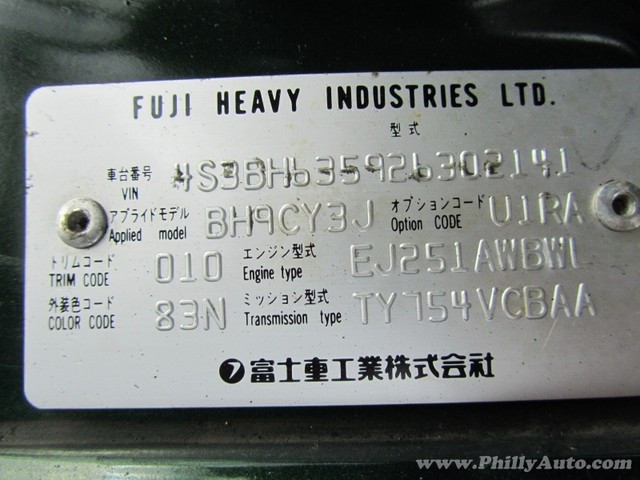 FUJI HEAVY INDUSTRIES LTD.
型式
車台番号 VIN 4S3BH635926302141
アプライドモデル Applied model BH9CY3J オプションコード Option CODE U1RA
トリムコード TRIM CODE 010 エンジン型式 Engine type EJ251AWBWL
外装色コード COLOR CODE 83N ミッション型式 Transmission type TY754VCBAA
富士重工業株式会社
www.PhillyAuto.com